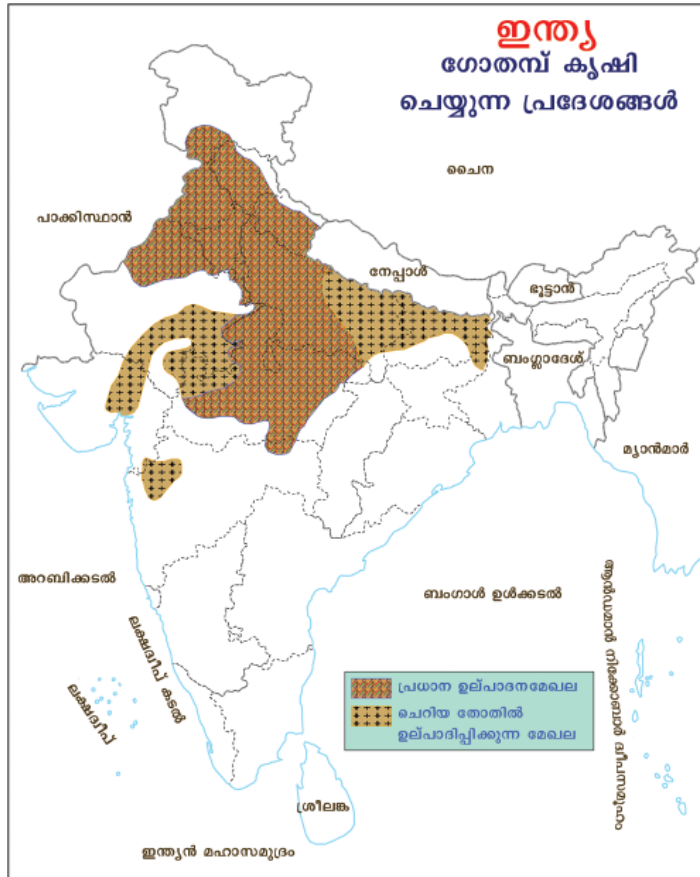 ഇന്ത്യ
ഗോതമ്പ് കൃഷി
ചെയ്യുന്ന പ്രദേശങ്ങൾ
ചൈന
പാക്കിസ്ഥാൻ
നേപ്പാൾ
ഭൂട്ടാൻ
ബംഗ്ലാദേശ്
മ്യാൻമാർ
അറബിക്കടൽ
ബംഗാൾ ഉൾക്കടൽ
ആൻഡമാൻ നിക്കോബാർ ദ്വീപസമൂഹം
ലക്ഷദ്വീപ് കടൽ
ലക്ഷദ്വീപ്
പ്രധാന ഉല്പാദനമേഖല
ചെറിയ തോതിൽ
ഉല്പാദിപ്പിക്കുന്ന മേഖല
ശ്രീലങ്ക
ഇന്ത്യൻ മഹാസമുദ്രം